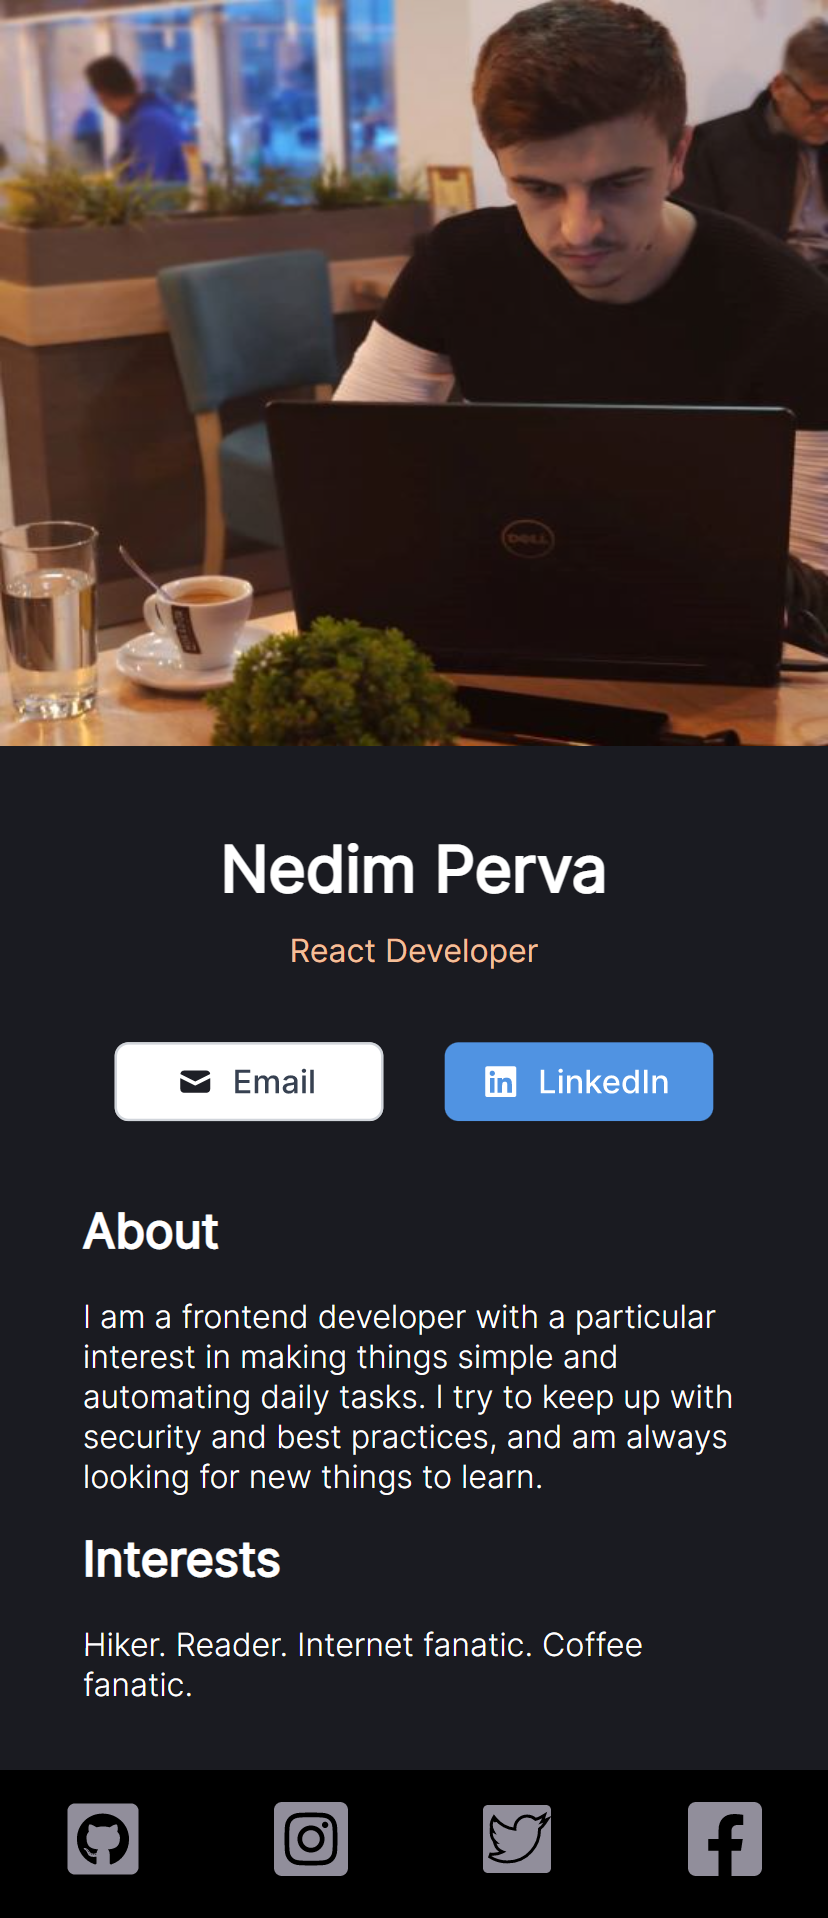 DELL
Nedim Perva
React Developer
Email
in LinkedIn
About
I am a frontend developer with a particular
interest in making things simple and
automating daily tasks. I try to keep up with
security and best practices, and am always
looking for new things to learn.
Interests
Hiker. Reader. Internet fanatic. Coffee
fanatic.